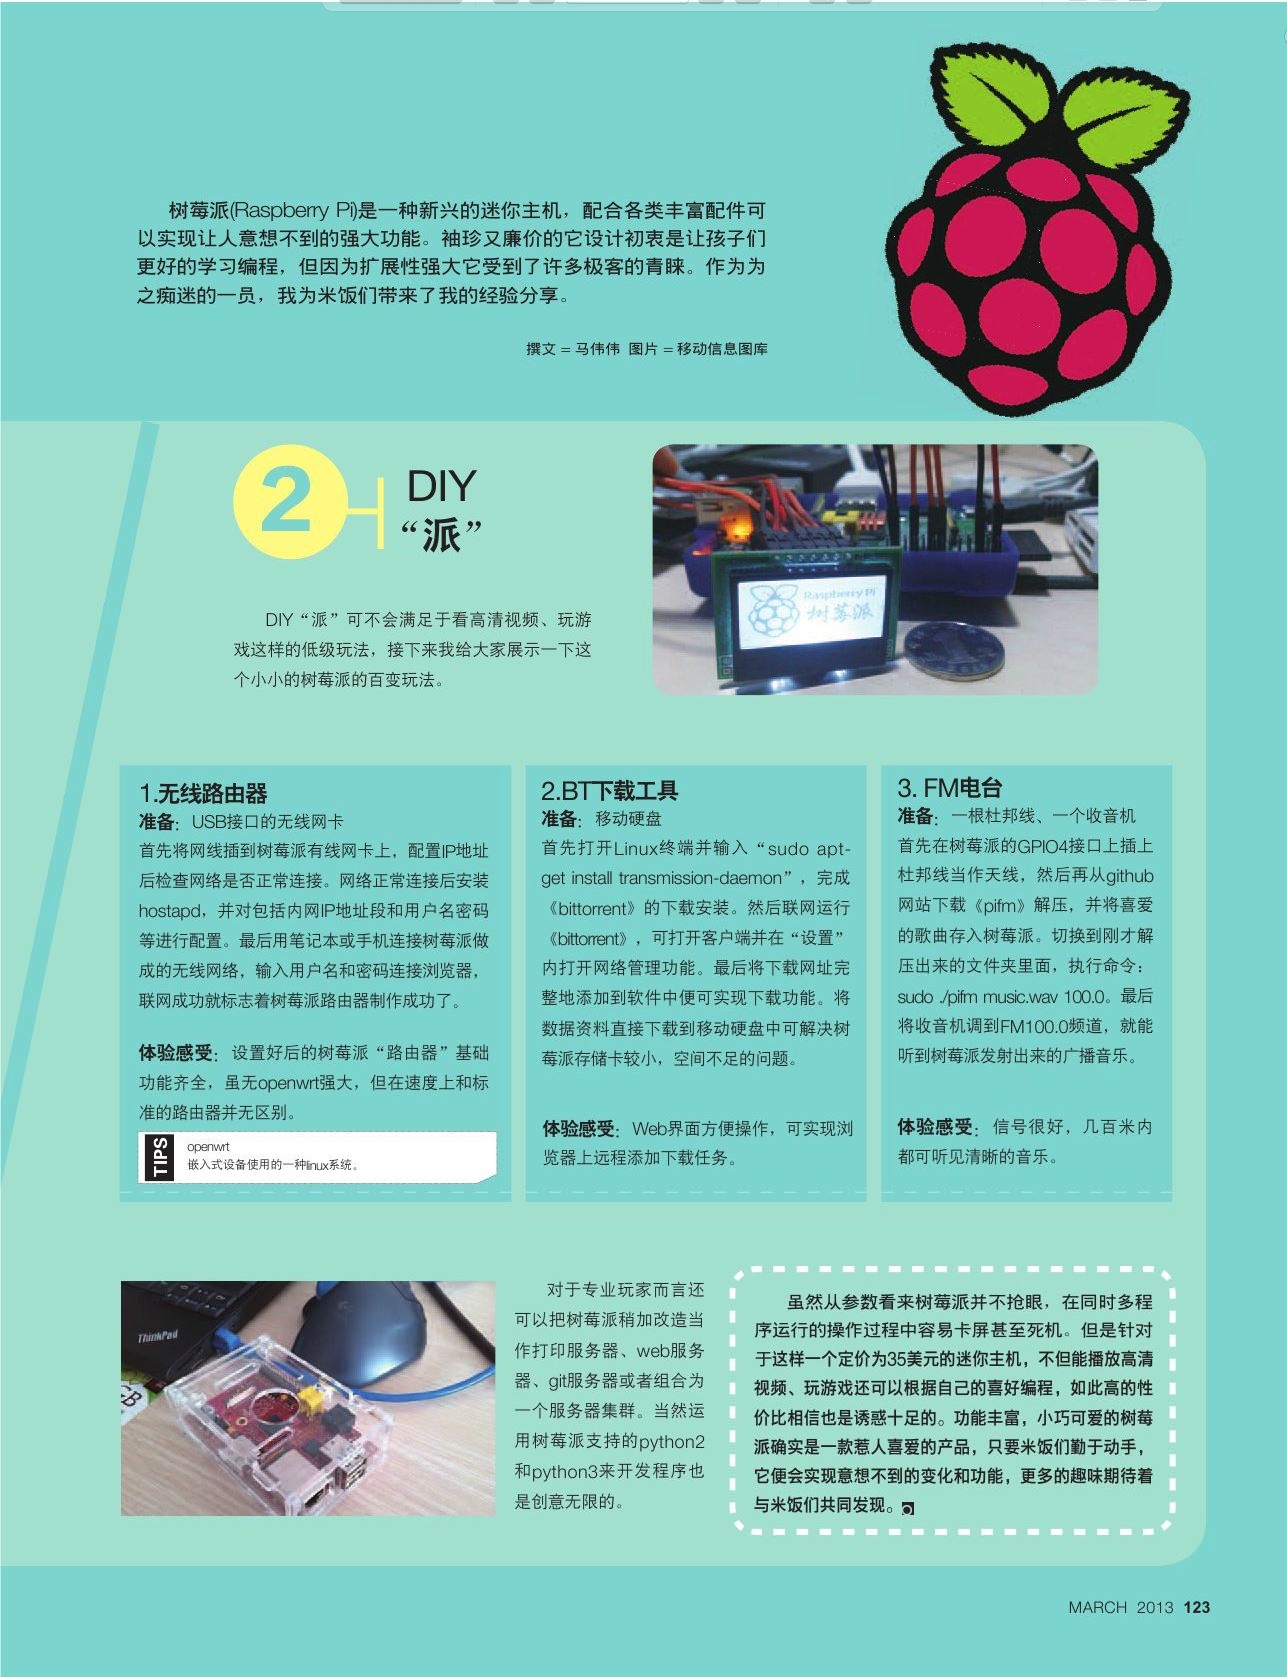 树莓派(Raspberry Pi)是一种新兴的迷你主机，配合各类丰富配件可
以实现让人意想不到的强大功能。袖珍又廉价的它设计初衷是让孩子们
更好的学习编程，但因为扩展性强大它受到了许多极客的青睐。作为为
之痴迷的一员，我为米饭们带来了我的经验分享。
撰文 = 马伟伟 图片 = 移动信息图库
2
DIY
“派”
DIY“派”可不会满足于看高清视频、玩游
戏这样的低级玩法，接下来我给大家展示一下这
个小小的树莓派的百变玩法。
Raspberry Pi
树莓派
1.无线路由器
准备：USB接口的无线网卡
首先将网线插到树莓派有线网卡上，配置IP地址
后检查网络是否正常连接。网络正常连接后安装
hostapd，并对包括内网IP地址段和用户名密码
等进行配置。最后用笔记本或手机连接树莓派做
成的无线网络，输入用户名和密码连接浏览器，
联网成功就标志着树莓派路由器制作成功了。
体验感受：设置好后的树莓派“路由器”基础
功能齐全，虽无openwrt强大，但在速度上和标
准的路由器并无区别。
TIPS
openwrt
嵌入式设备使用的一种linux系统。
2.BT下载工具
准备：移动硬盘
首先打开Linux终端并输入“sudo apt-
get install transmission-daemon”，完成
《bittorrent》的下载安装。然后联网运行
《bittorrent》，可打开客户端并在“设置”
内打开网络管理功能。最后将下载网址完
整地添加到软件中便可实现下载功能。将
数据资料直接下载到移动硬盘中可解决树
莓派存储卡较小，空间不足的问题。
体验感受：Web界面方便操作，可实现浏
览器上远程添加下载任务。
3. FM电台
准备：一根杜邦线、一个收音机
首先在树莓派的GPIO4接口上插上
杜邦线当作天线，然后再从github
网站下载《pifm》解压，并将喜爱
的歌曲存入树莓派。切换到刚才解
压出来的文件夹里面，执行命令：
sudo ./pifm music.wav 100.0。最后
将收音机调到FM100.0频道，就能
听到树莓派发射出来的广播音乐。
体验感受：信号很好，几百米内
都可听见清晰的音乐。
ThinkPad
CB
对于专业玩家而言还
可以把树莓派稍加改造当
作打印服务器、web服务
器、git服务器或者组合为
一个服务器集群。当然运
用树莓派支持的python2
和python3来开发程序也
是创意无限的。
虽然从参数看来树莓派并不抢眼，在同时多程
序运行的操作过程中容易卡屏甚至死机。但是针对
于这样一个定价为35美元的迷你主机，不但能播放高清
视频、玩游戏还可以根据自己的喜好编程，如此高的性
价比相信也是诱惑十足的。功能丰富，小巧可爱的树莓
派确实是一款惹人喜爱的产品，只要米饭们勤于动手，
它便会实现意想不到的变化和功能，更多的趣味期待着
与米饭们共同发现。
MARCH 2013 123